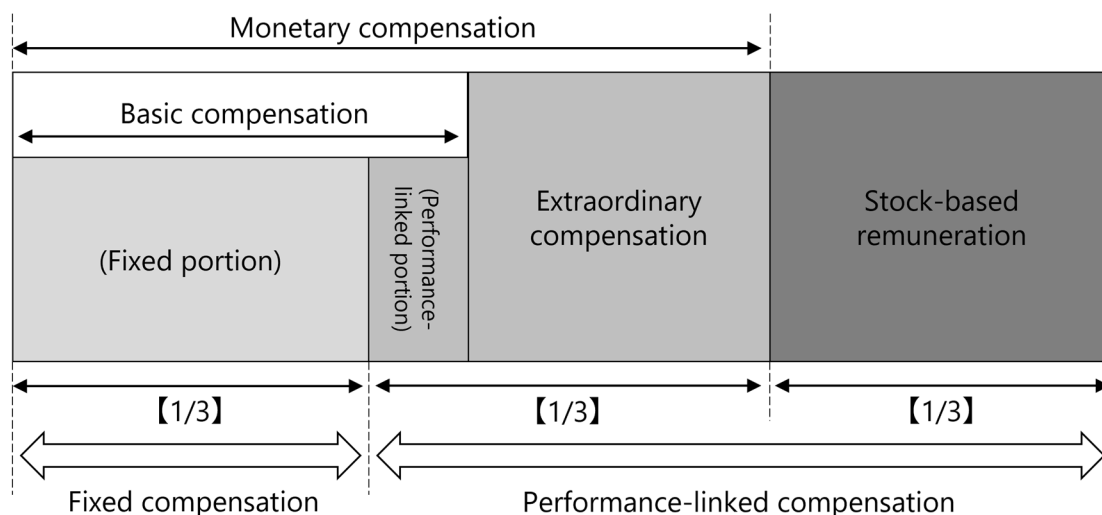 Monetary compensation
Basic compensation
(Fixed portion)
(Performance-
linked portion)
Extraordinary
compensation
Stock-based
remuneration
【1/3】
【1/3】
【1/3】
Fixed compensation
Performance-linked compensation